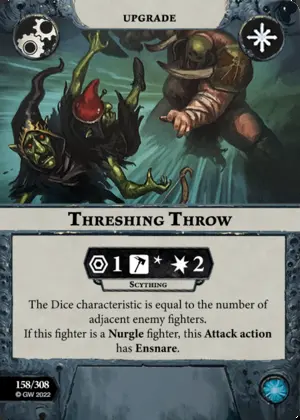 UPGRADE
THRESHING THROW
1 * 2
SCYTHING
The Dice characteristic is equal to the number of
adjacent enemy fighters.
If this fighter is a Nurgle fighter, this Attack action
has Ensnare.
158/308
© GW 2022